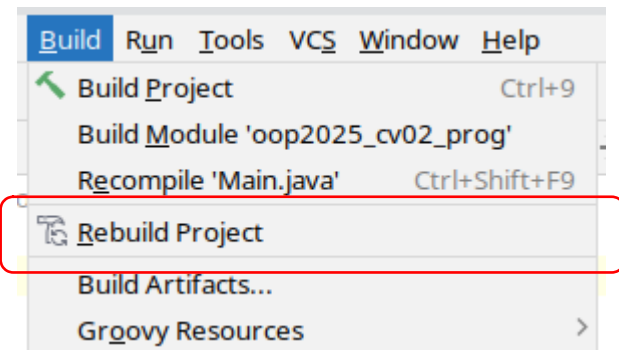 Build Run Tools VCS Window Help
Build Project Ctrl+9
Build Module 'oop2025_cv02_prog'
Recompile 'Main.java' Ctrl+Shift+F9
Rebuild Project
Build Artifacts...
Groovy Resources